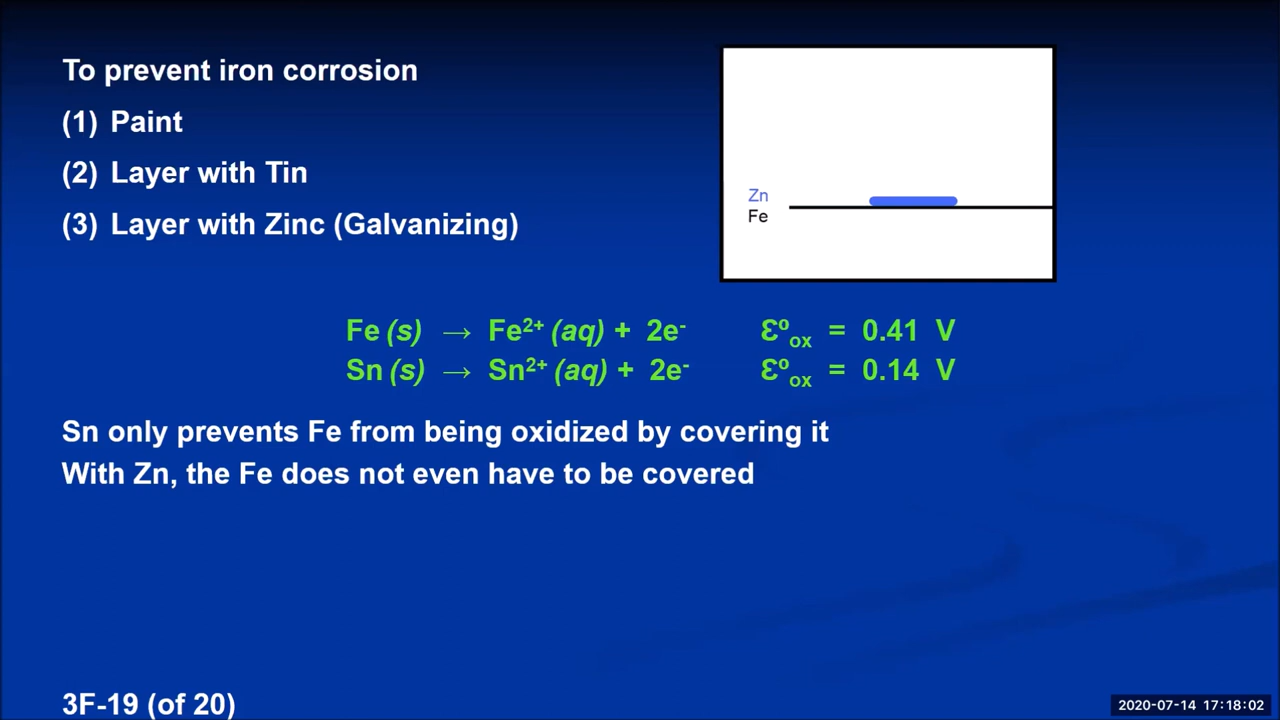 To prevent iron corrosion
(1) Paint
(2) Layer with Tin
(3) Layer with Zinc (Galvanizing)
Zn
Fe
Fe (s) → Fe²⁺ (aq) + 2e⁻ Ɛº ox = 0.41 V
Sn (s) → Sn²⁺ (aq) + 2e⁻ Ɛº ox = 0.14 V
Sn only prevents Fe from being oxidized by covering it
With Zn, the Fe does not even have to be covered
3F-19 (of 20)
2020-07-14 17:18:02